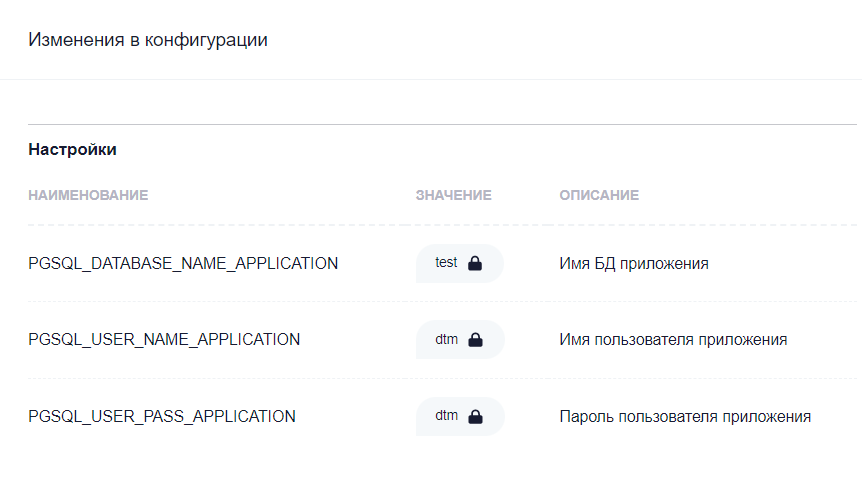 Изменения в конфигурации
Настройки
НАИМЕНОВАНИЕ ЗНАЧЕНИЕ ОПИСАНИЕ
PGSQL_DATABASE_NAME_APPLICATION test Имя БД приложения
PGSQL_USER_NAME_APPLICATION dtm Имя пользователя приложения
PGSQL_USER_PASS_APPLICATION dtm Пароль пользователя приложения